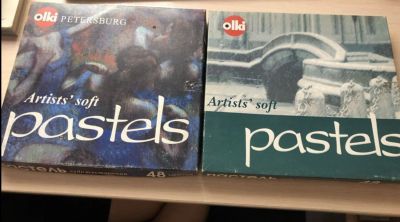 olki PETERSBURG
Artists' soft
pastels
48
olki
Artists' soft
pastels